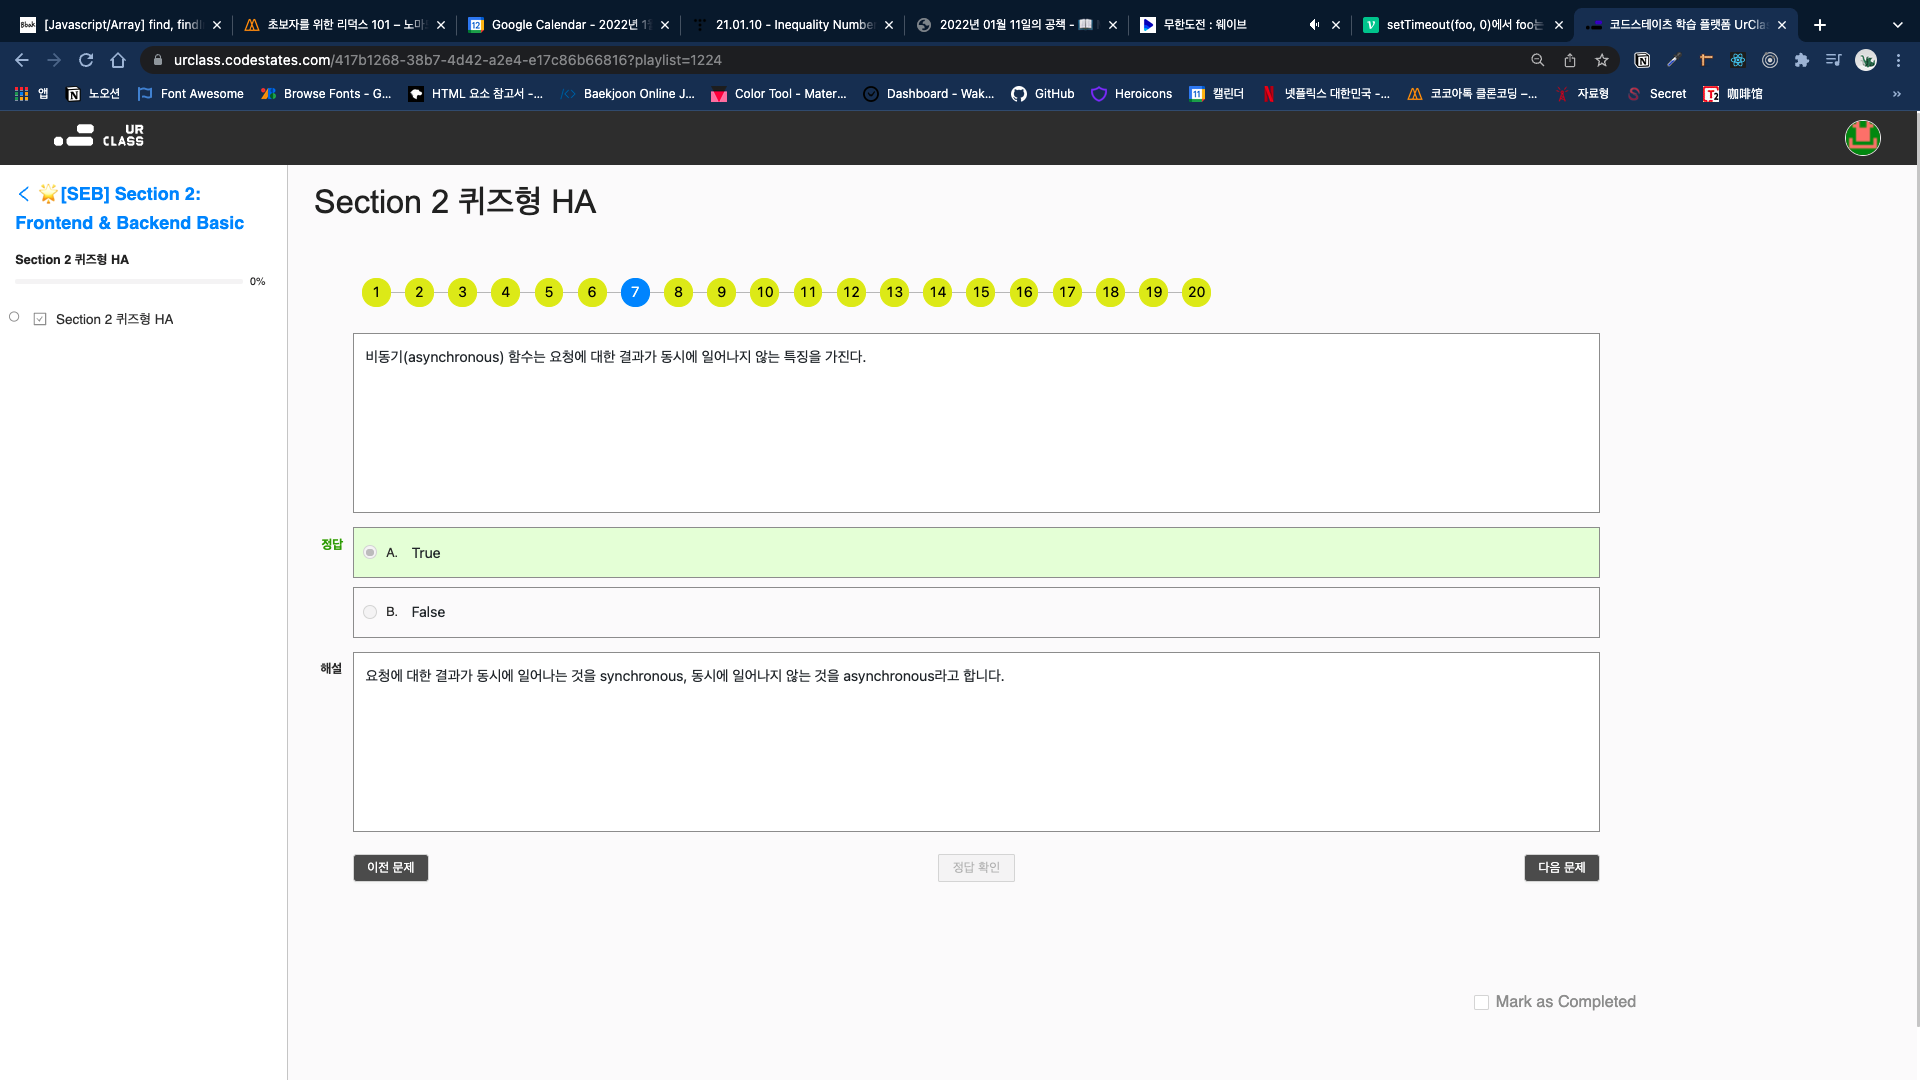 [Javascript/Array] find, find
초보자를 위한 리덕스 101 – 노마
Google Calendar - 2022년 1
21.01.10 - Inequality Number
2022년 01월 11일의 공책 - 📖
무한도전 : 웨이브
setTimeout(foo, 0)에서 foo는
코드스테이츠 학습 플랫폼 UrCla
urclass.codestates.com/417b1268-38b7-4d42-a2e4-e17c86b66816?playlist=1224
앱
노오션
Font Awesome
Browse Fonts - G...
HTML 요소 참고서 -...
Baekjoon Online J...
Color Tool - Mater...
Dashboard - Wak...
GitHub
Heroicons
캘린더
넷플릭스 대한민국 -...
코코아톡 클론코딩 –...
자료형
Secret
咖啡馆
UR
CLASS
🌟[SEB] Section 2:
Frontend & Backend Basic
Section 2 퀴즈형 HA
0%
Section 2 퀴즈형 HA
Section 2 퀴즈형 HA
1 2 3 4 5 6 7 8 9 10 11 12 13 14 15 16 17 18 19 20
비동기(asynchronous) 함수는 요청에 대한 결과가 동시에 일어나지 않는 특징을 가진다.
정답
A. True
B. False
해설
요청에 대한 결과가 동시에 일어나는 것을 synchronous, 동시에 일어나지 않는 것을 asynchronous라고 합니다.
이전 문제
정답 확인
다음 문제
Mark as Completed